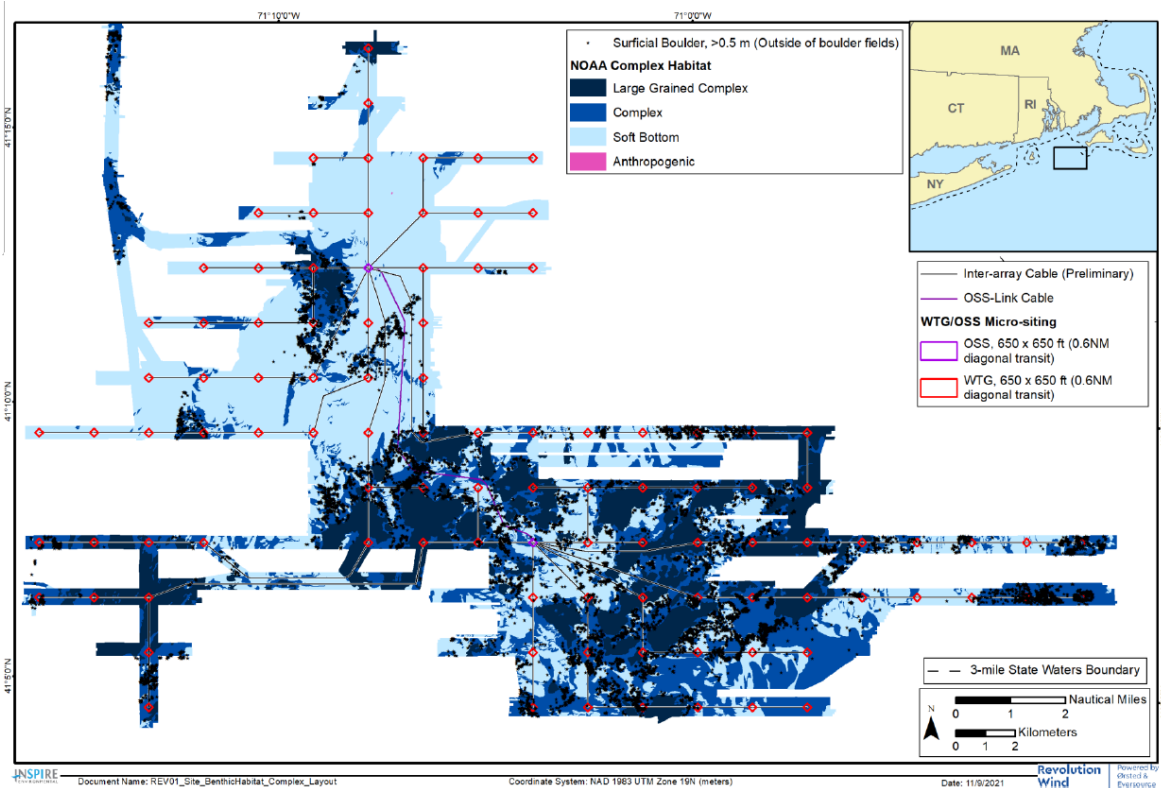 71°10'0"W
71°0'0"W
41°15'0"N
41°10'0"N
41°5'0"N
Surficial Boulder, >0.5 m (Outside of boulder fields)
NOAA Complex Habitat
Large Grained Complex
Complex
Soft Bottom
Anthropogenic
MA
CT
RI
NY
Inter-array Cable (Preliminary)
OSS-Link Cable
WTG/OSS Micro-siting
OSS, 650 x 650 ft (0.6NM
diagonal transit)
WTG, 650 x 650 ft (0.6NM
diagonal transit)
3-mile State Waters Boundary
N
Nautical Miles
0 1 2
Kilometers
0 1 2
INSPIRE
ENVIRONMENTAL
Document Name: REV01_Site_BenthicHabitat_Complex_Layout
Coordinate System: NAD 1983 UTM Zone 19N (meters)
Date: 11/9/2021
Revolution
Wind
Powered by
Ørsted &
Eversource